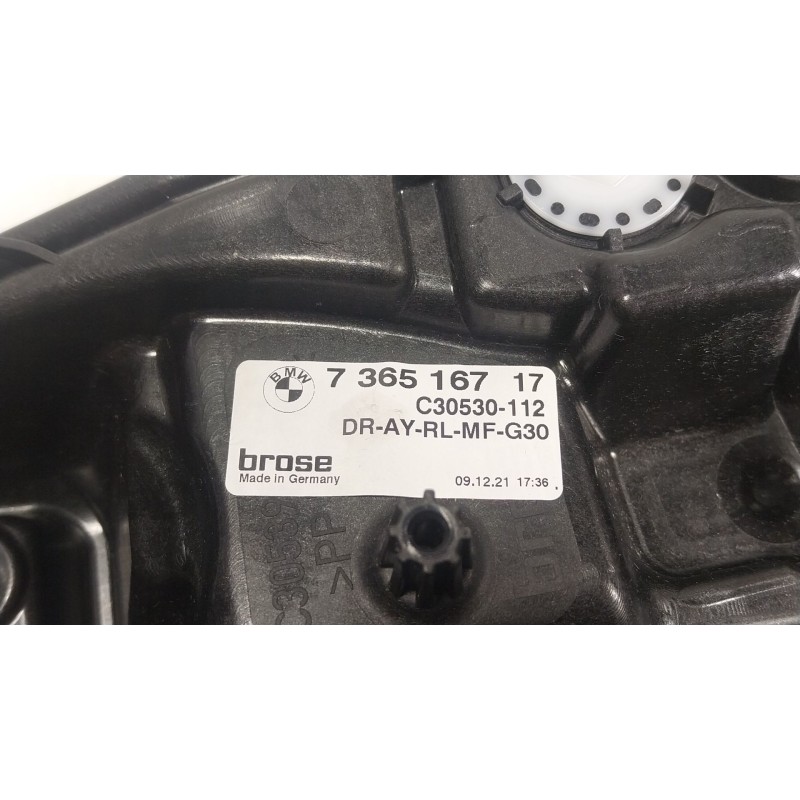 BMW
7 365 167 17
C30530-112
DR-AY-RL-MF-G30
brose
Made in Germany
09.12.21 17:36
>PP